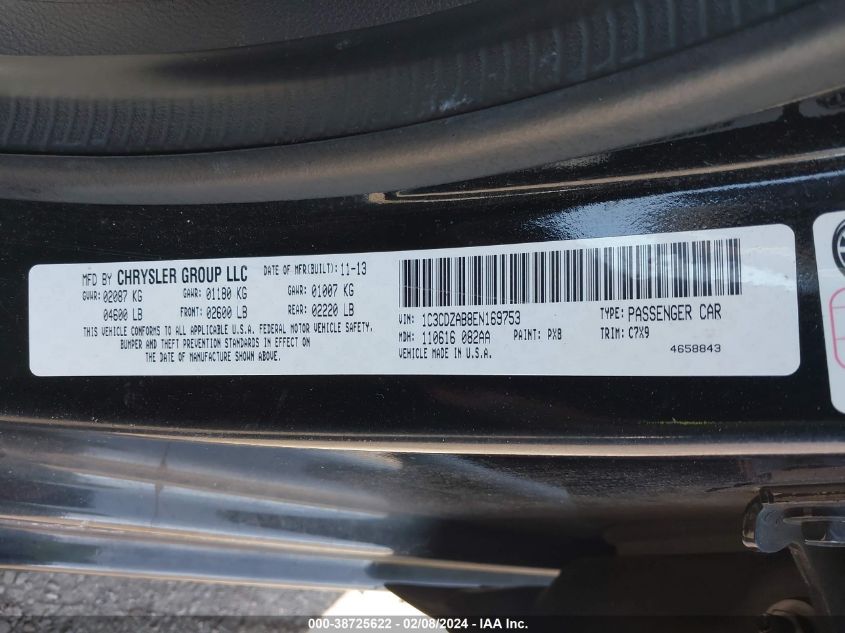 MFD BY CHRYSLER GROUP LLC DATE OF MFR(BUILT): 11-13
GVWR: 02087 KG GAWR: 01180 KG GAWR: 01007 KG
04600 LB FRONT: 02600 LB REAR: 02220 LB
THIS VEHICLE CONFORMS TO ALL APPLICABLE U.S.A. FEDERAL MOTOR VEHICLE SAFETY,
BUMPER AND THEFT PREVENTION STANDARDS IN EFFECT ON
THE DATE OF MANUFACTURE SHOWN ABOVE.
VIN: 1C3CDZAB8EN169753 TYPE: PASSENGER CAR
MDH: 110616 082AA PAINT: PX8 TRIM: C7X9
VEHICLE MADE IN U.S.A. 4658843
©00-38725622 - 02/08/2024 - IAA Inc.